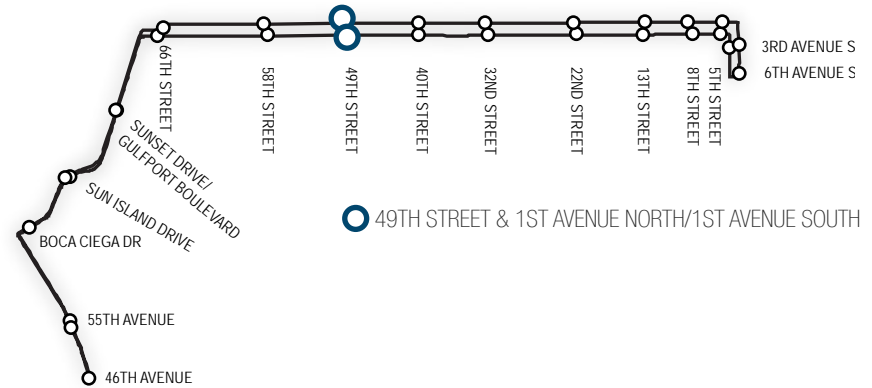 3RD AVENUE S
6TH AVENUE S
66TH STREET
58TH STREET
49TH STREET
40TH STREET
32ND STREET
22ND STREET
13TH STREET
8TH STREET
5TH STREET
SUNSET DRIVE/
GULFPORT BOULEVARD
SUN ISLAND DRIVE
49TH STREET & 1ST AVENUE NORTH/1ST AVENUE SOUTH
BOCA CIEGA DR
55TH AVENUE
46TH AVENUE